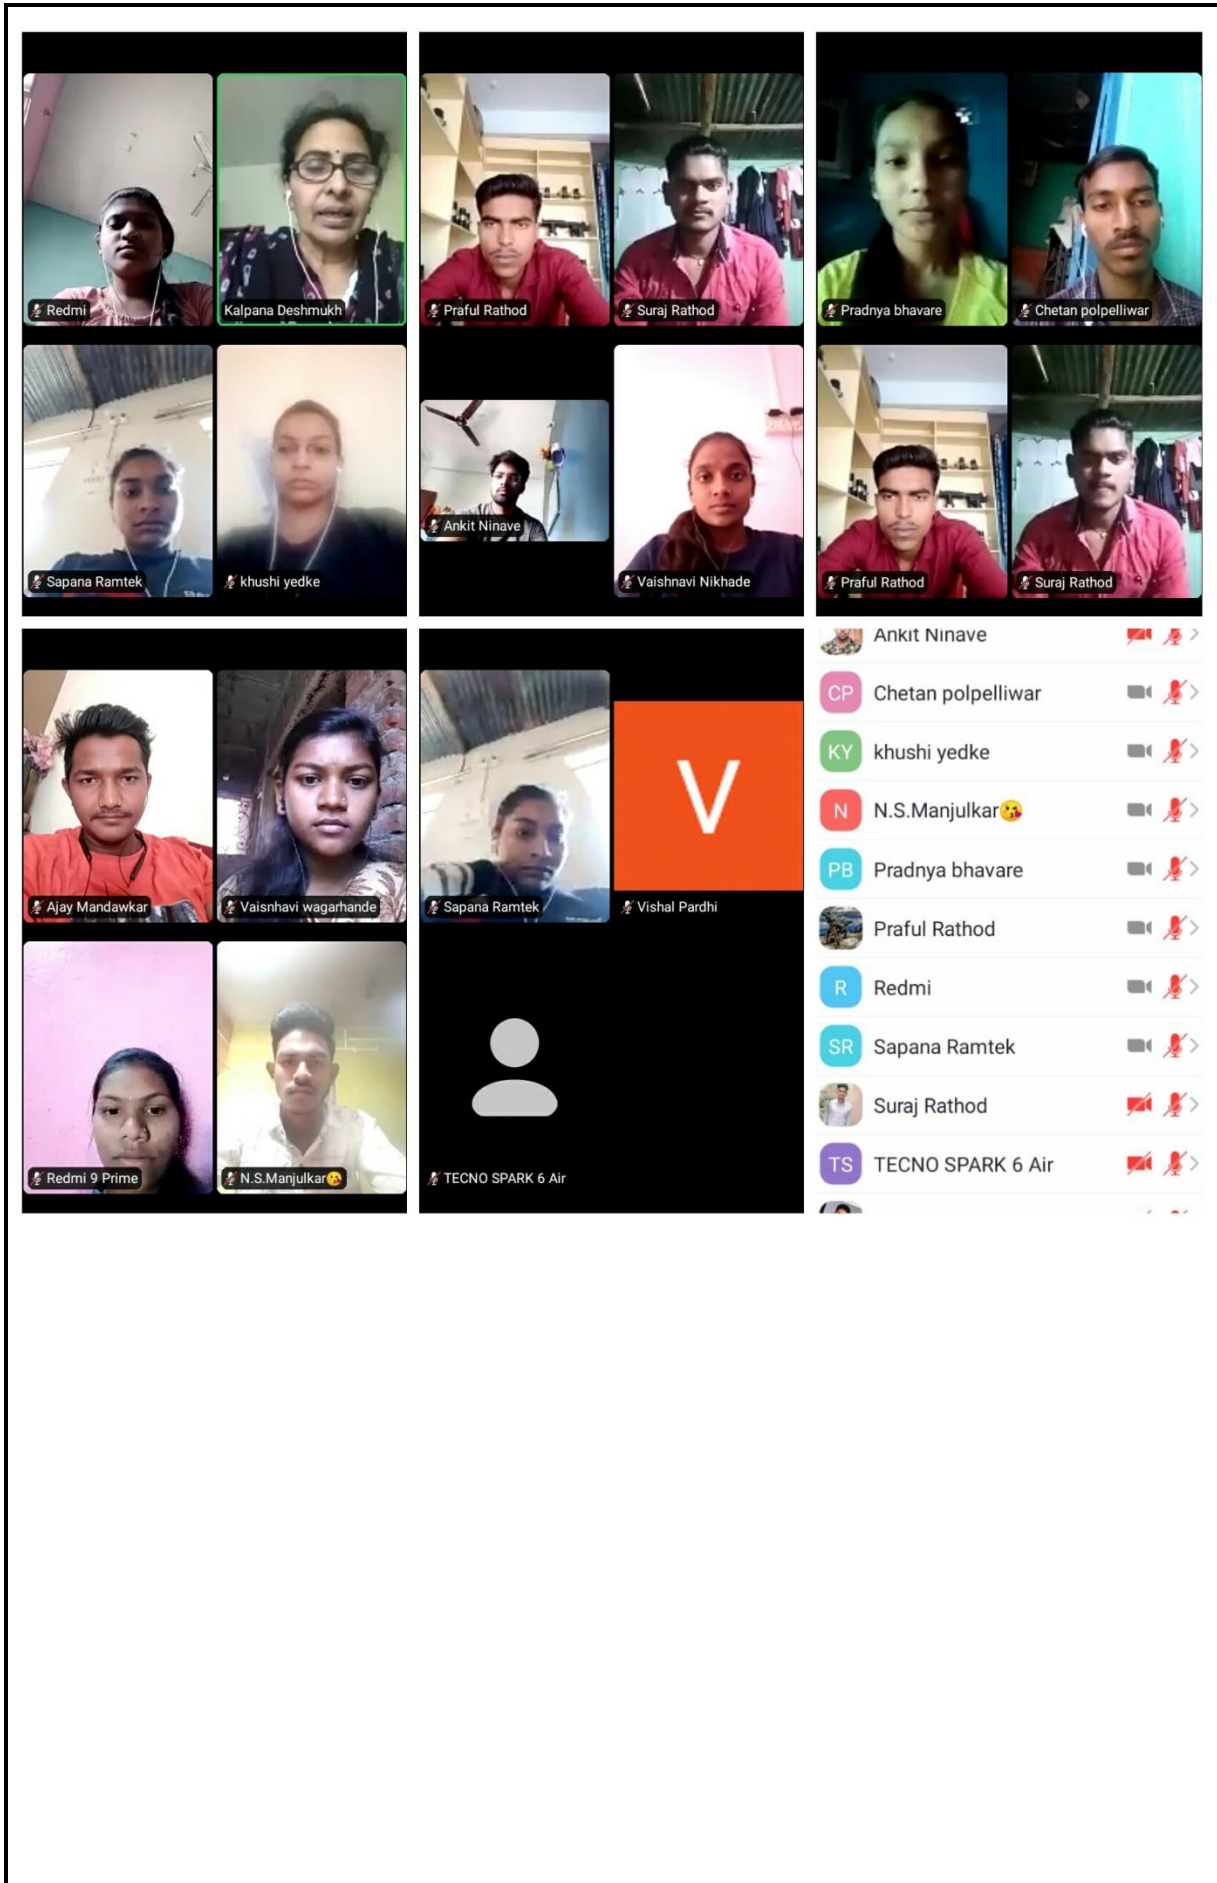 Redmi
Kalpana Deshmukh
Sapana Ramtek
khushi yedke
Praful Rathod
Suraj Rathod
Ankit Ninave
Vaishnavi Nikhade
Pradnya bhavare
Chetan polpelliwar
Praful Rathod
Suraj Rathod
Ajay Mandawkar
Vaisnhavi wagarhande
Redmi 9 Prime
N.S.Manjulkar😘
Sapana Ramtek
V
Vishal Pardhi
TECNO SPARK 6 Air
Ankit Ninave
CP Chetan polpelliwar
KY khushi yedke
N N.S.Manjulkar😘
PB Pradnya bhavare
Praful Rathod
R Redmi
SR Sapana Ramtek
Suraj Rathod
TS TECNO SPARK 6 Air